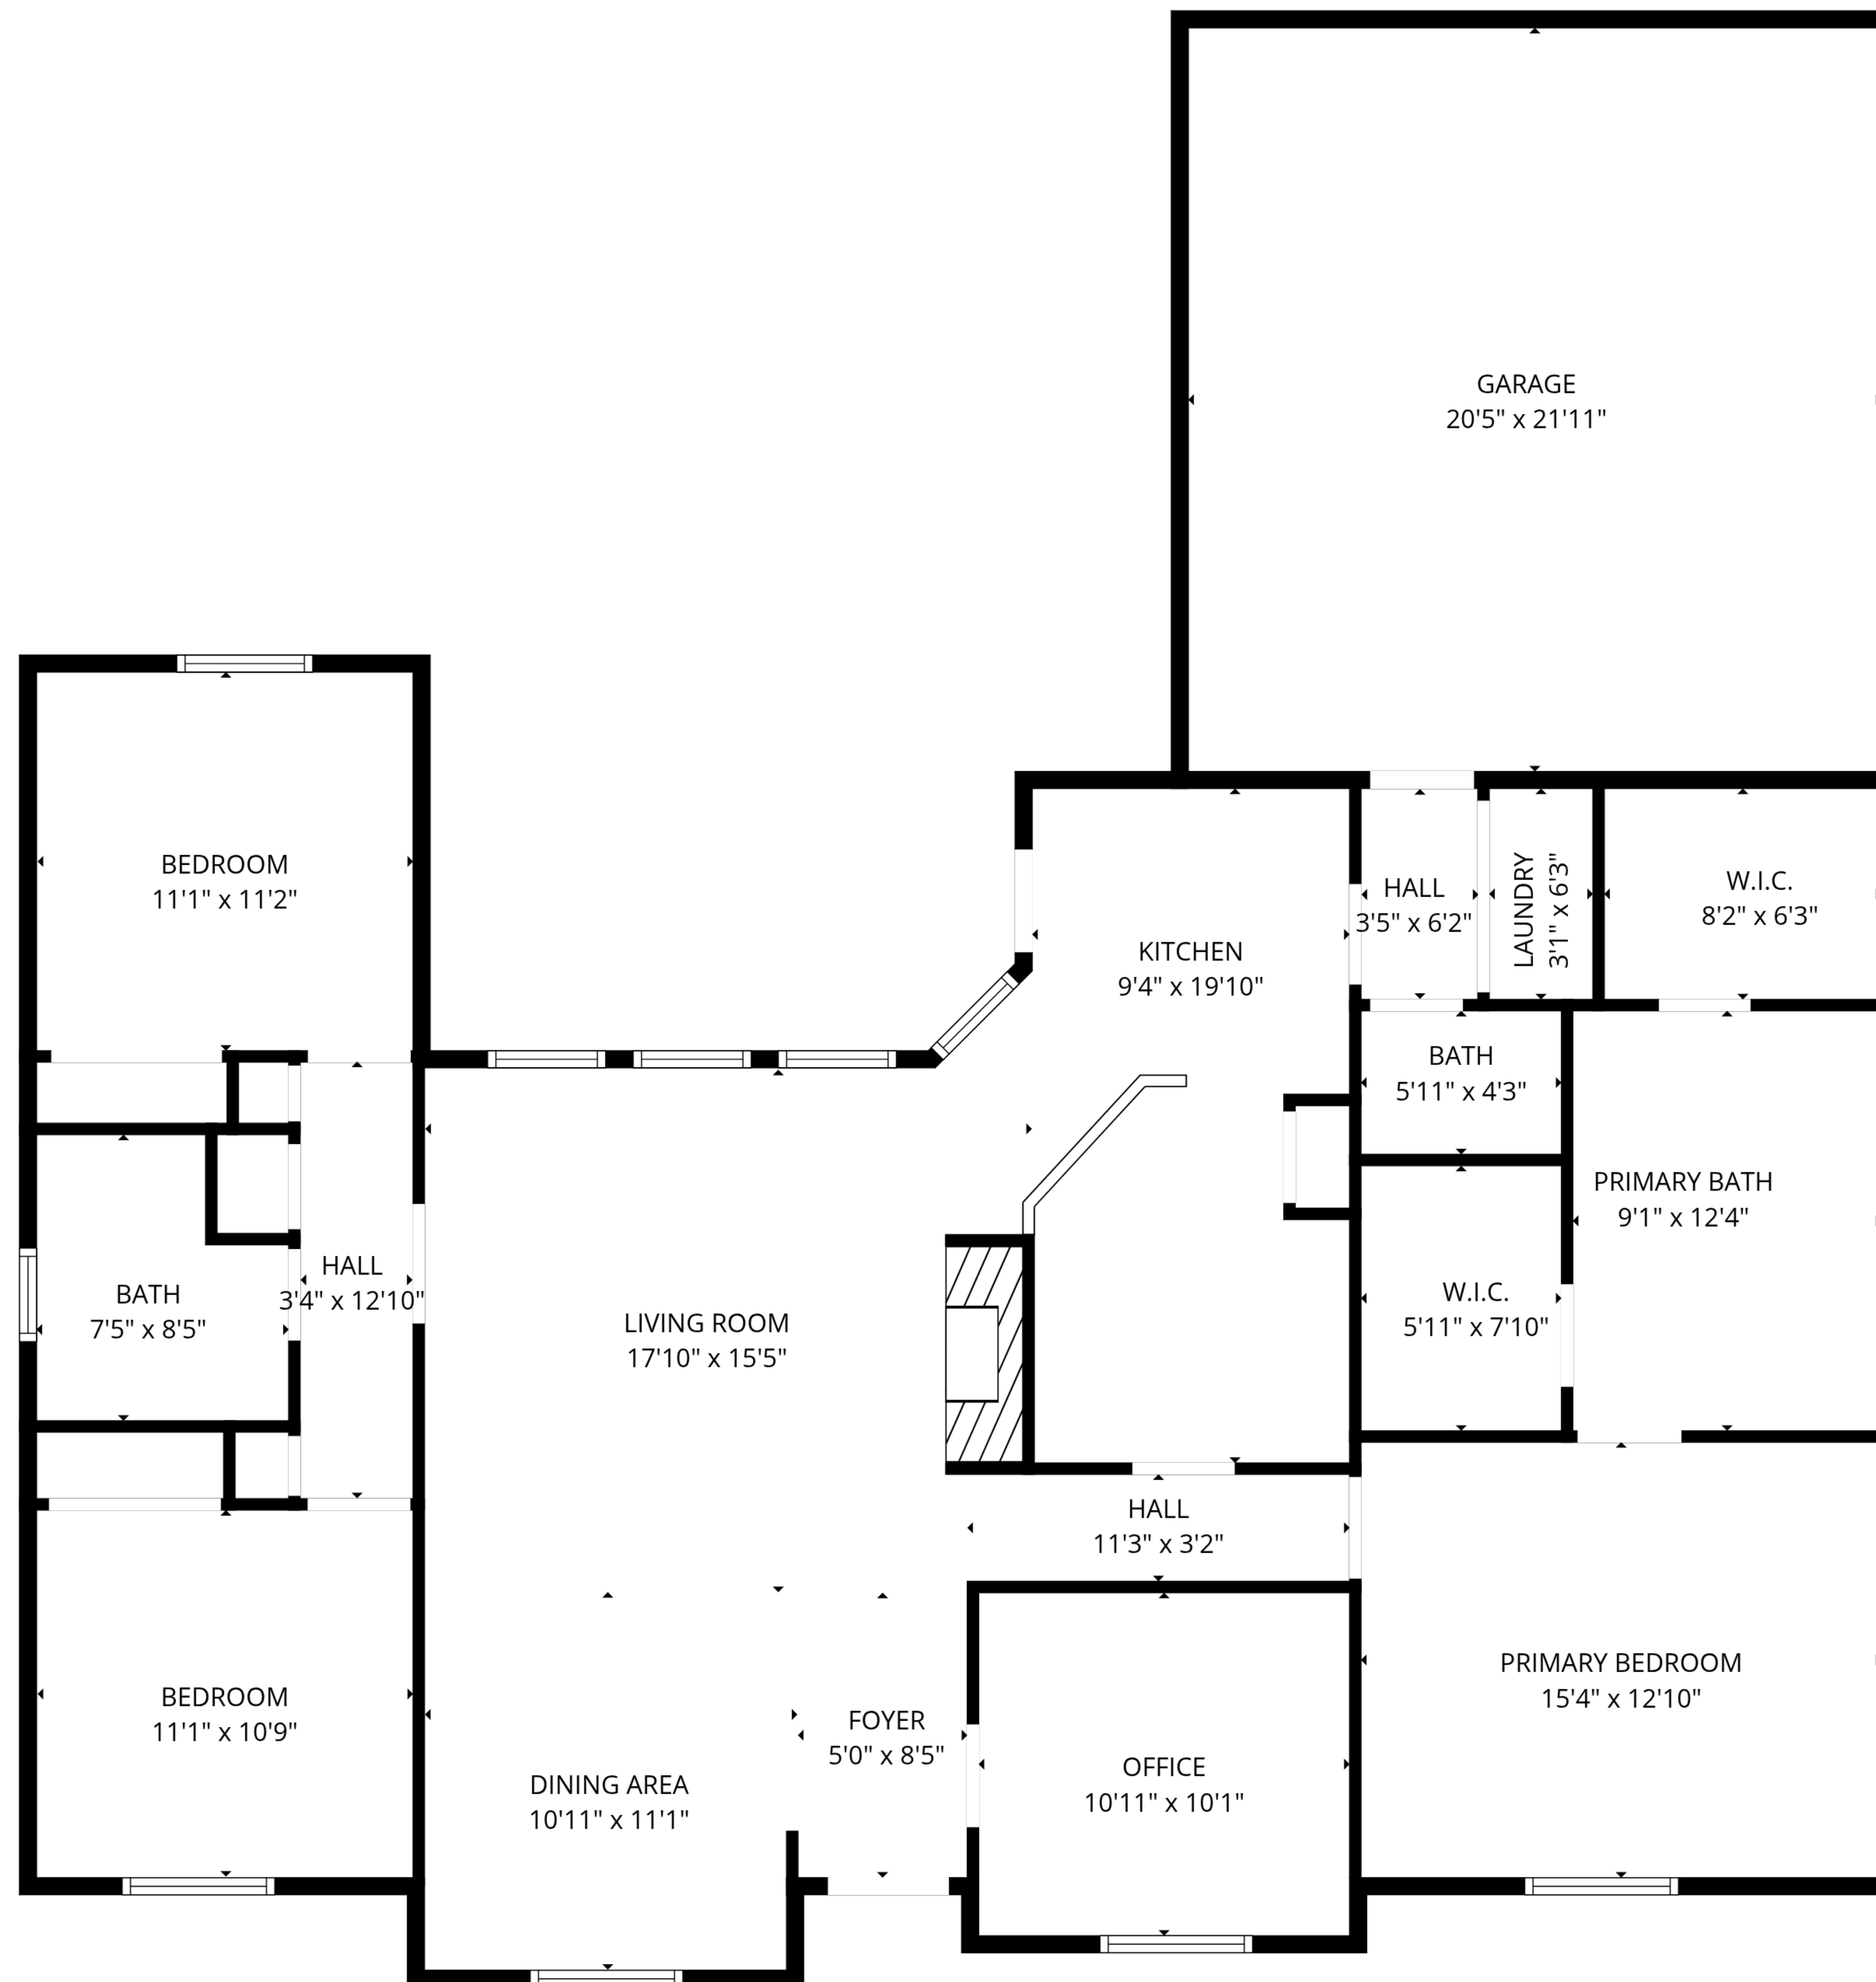 GARAGE
20'5" x 21'11"
BEDROOM
11'1" x 11'2"
KITCHEN
9'4" x 19'10"
HALL
3'5" x 6'2"
LAUNDRY
3'1" x 6'3"
W.I.C.
8'2" x 6'3"
BATH
5'11" x 4'3"
PRIMARY BATH
9'1" x 12'4"
BATH
7'5" x 8'5"
HALL
3'4" x 12'10"
LIVING ROOM
17'10" x 15'5"
W.I.C.
5'11" x 7'10"
HALL
11'3" x 3'2"
BEDROOM
11'1" x 10'9"
DINING AREA
10'11" x 11'1"
FOYER
5'0" x 8'5"
OFFICE
10'11" x 10'1"
PRIMARY BEDROOM
15'4" x 12'10"